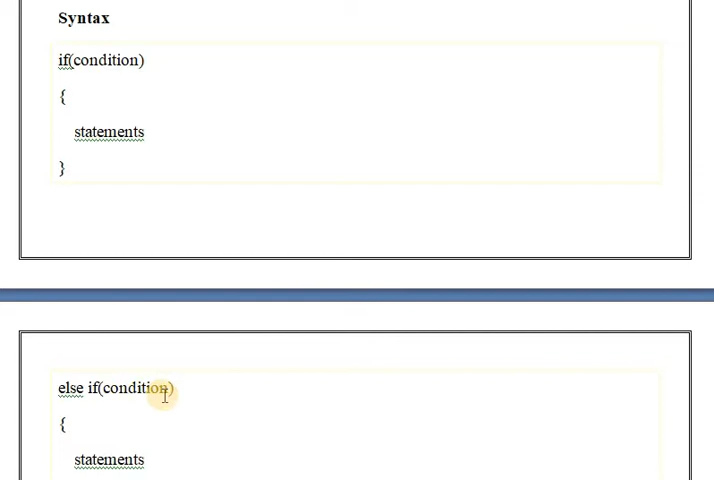 Syntax
if(condition)
{
statements
}
else if(condition)
{
statements